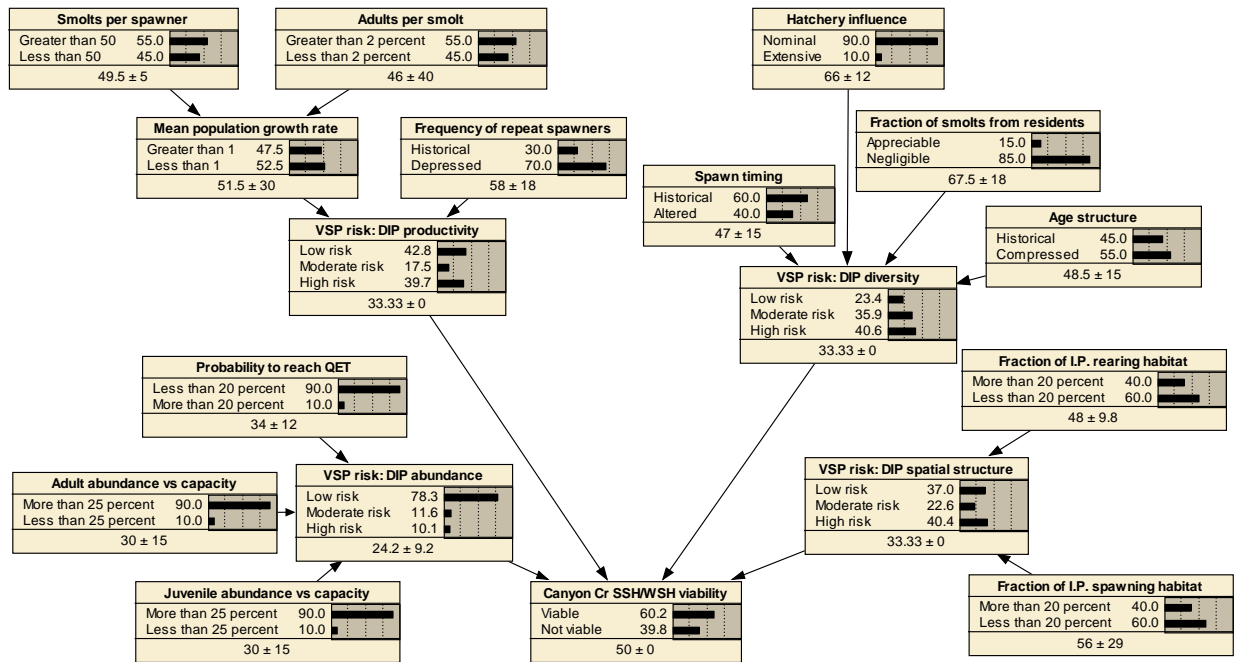 Smolts per spawner
Greater than 50 55.0
Less than 50 45.0
49.5 ± 5
Adults per smolt
Greater than 2 percent 55.0
Less than 2 percent 45.0
46 ± 40
Hatchery influence
Nominal 90.0
Extensive 10.0
66 ± 12
Mean population growth rate
Greater than 1 47.5
Less than 1 52.5
51.5 ± 30
Frequency of repeat spawners
Historical 30.0
Depressed 70.0
58 ± 18
Fraction of smolts from residents
Appreciable 15.0
Negligible 85.0
67.5 ± 18
Spawn timing
Historical 60.0
Altered 40.0
47 ± 15
Age structure
Historical 45.0
Compressed 55.0
48.5 ± 15
VSP risk: DIP productivity
Low risk 42.8
Moderate risk 17.5
High risk 39.7
33.33 ± 0
VSP risk: DIP diversity
Low risk 23.4
Moderate risk 35.9
High risk 40.6
33.33 ± 0
Probability to reach QET
Less than 20 percent 90.0
More than 20 percent 10.0
34 ± 12
Fraction of I.P. rearing habitat
More than 20 percent 40.0
Less than 20 percent 60.0
48 ± 9.8
Adult abundance vs capacity
More than 25 percent 90.0
Less than 25 percent 10.0
30 ± 15
VSP risk: DIP abundance
Low risk 78.3
Moderate risk 11.6
High risk 10.1
24.2 ± 9.2
VSP risk: DIP spatial structure
Low risk 37.0
Moderate risk 22.6
High risk 40.4
33.33 ± 0
Juvenile abundance vs capacity
More than 25 percent 90.0
Less than 25 percent 10.0
30 ± 15
Canyon Cr SSH/WSH viability
Viable 60.2
Not viable 39.8
50 ± 0
Fraction of I.P. spawning habitat
More than 20 percent 40.0
Less than 20 percent 60.0
56 ± 29